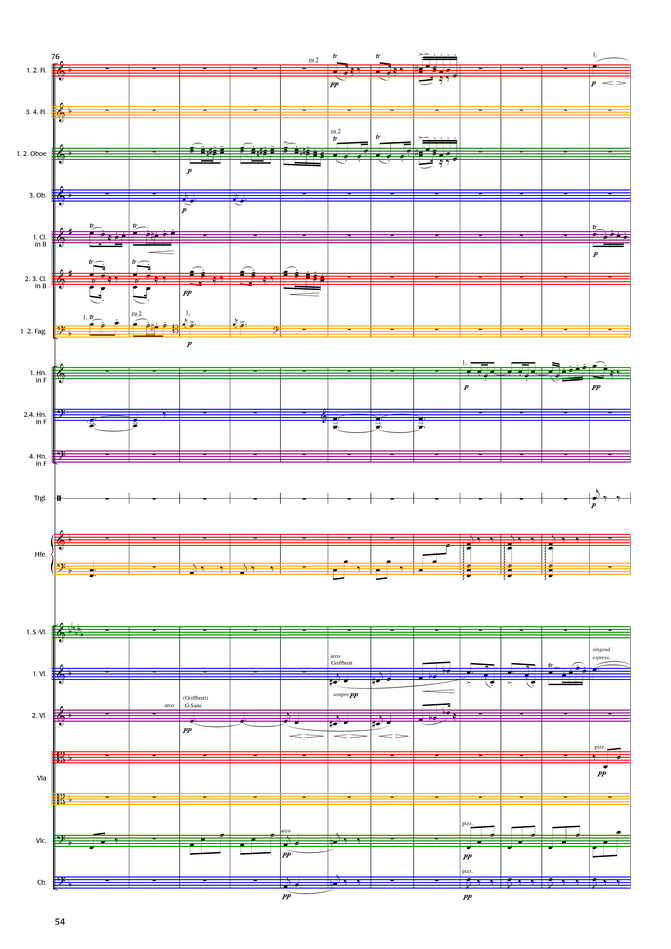 76
1. 2. Fl.
zu 2
tr
tr
1.
pp
p
3. 4. Fl.
zu 2
tr
tr
1. 2. Oboe
p
3. Ob.
p
tr
tr
tr
1. Cl.
in B
p
tr
tr
2. 3. Cl.
in B
pp
1. tr
zu 2
tr
1.
1 .2. Fag.
p
1.
1. Hn.
in F
p
pp
2.4. Hn.
in F
4. Hn.
in F
Trgl.
p
Hfe.
1. S.-Vl.
arco
Griffbrett
singend
espress.
tr
1. Vl.
sempre pp
(Griffbrett)
arco
G-Saite
2. Vl.
pp
pizz.
pp
Vla
arco
pizz.
Vlc.
pp
pp
pizz.
Cb.
pp
pp
54